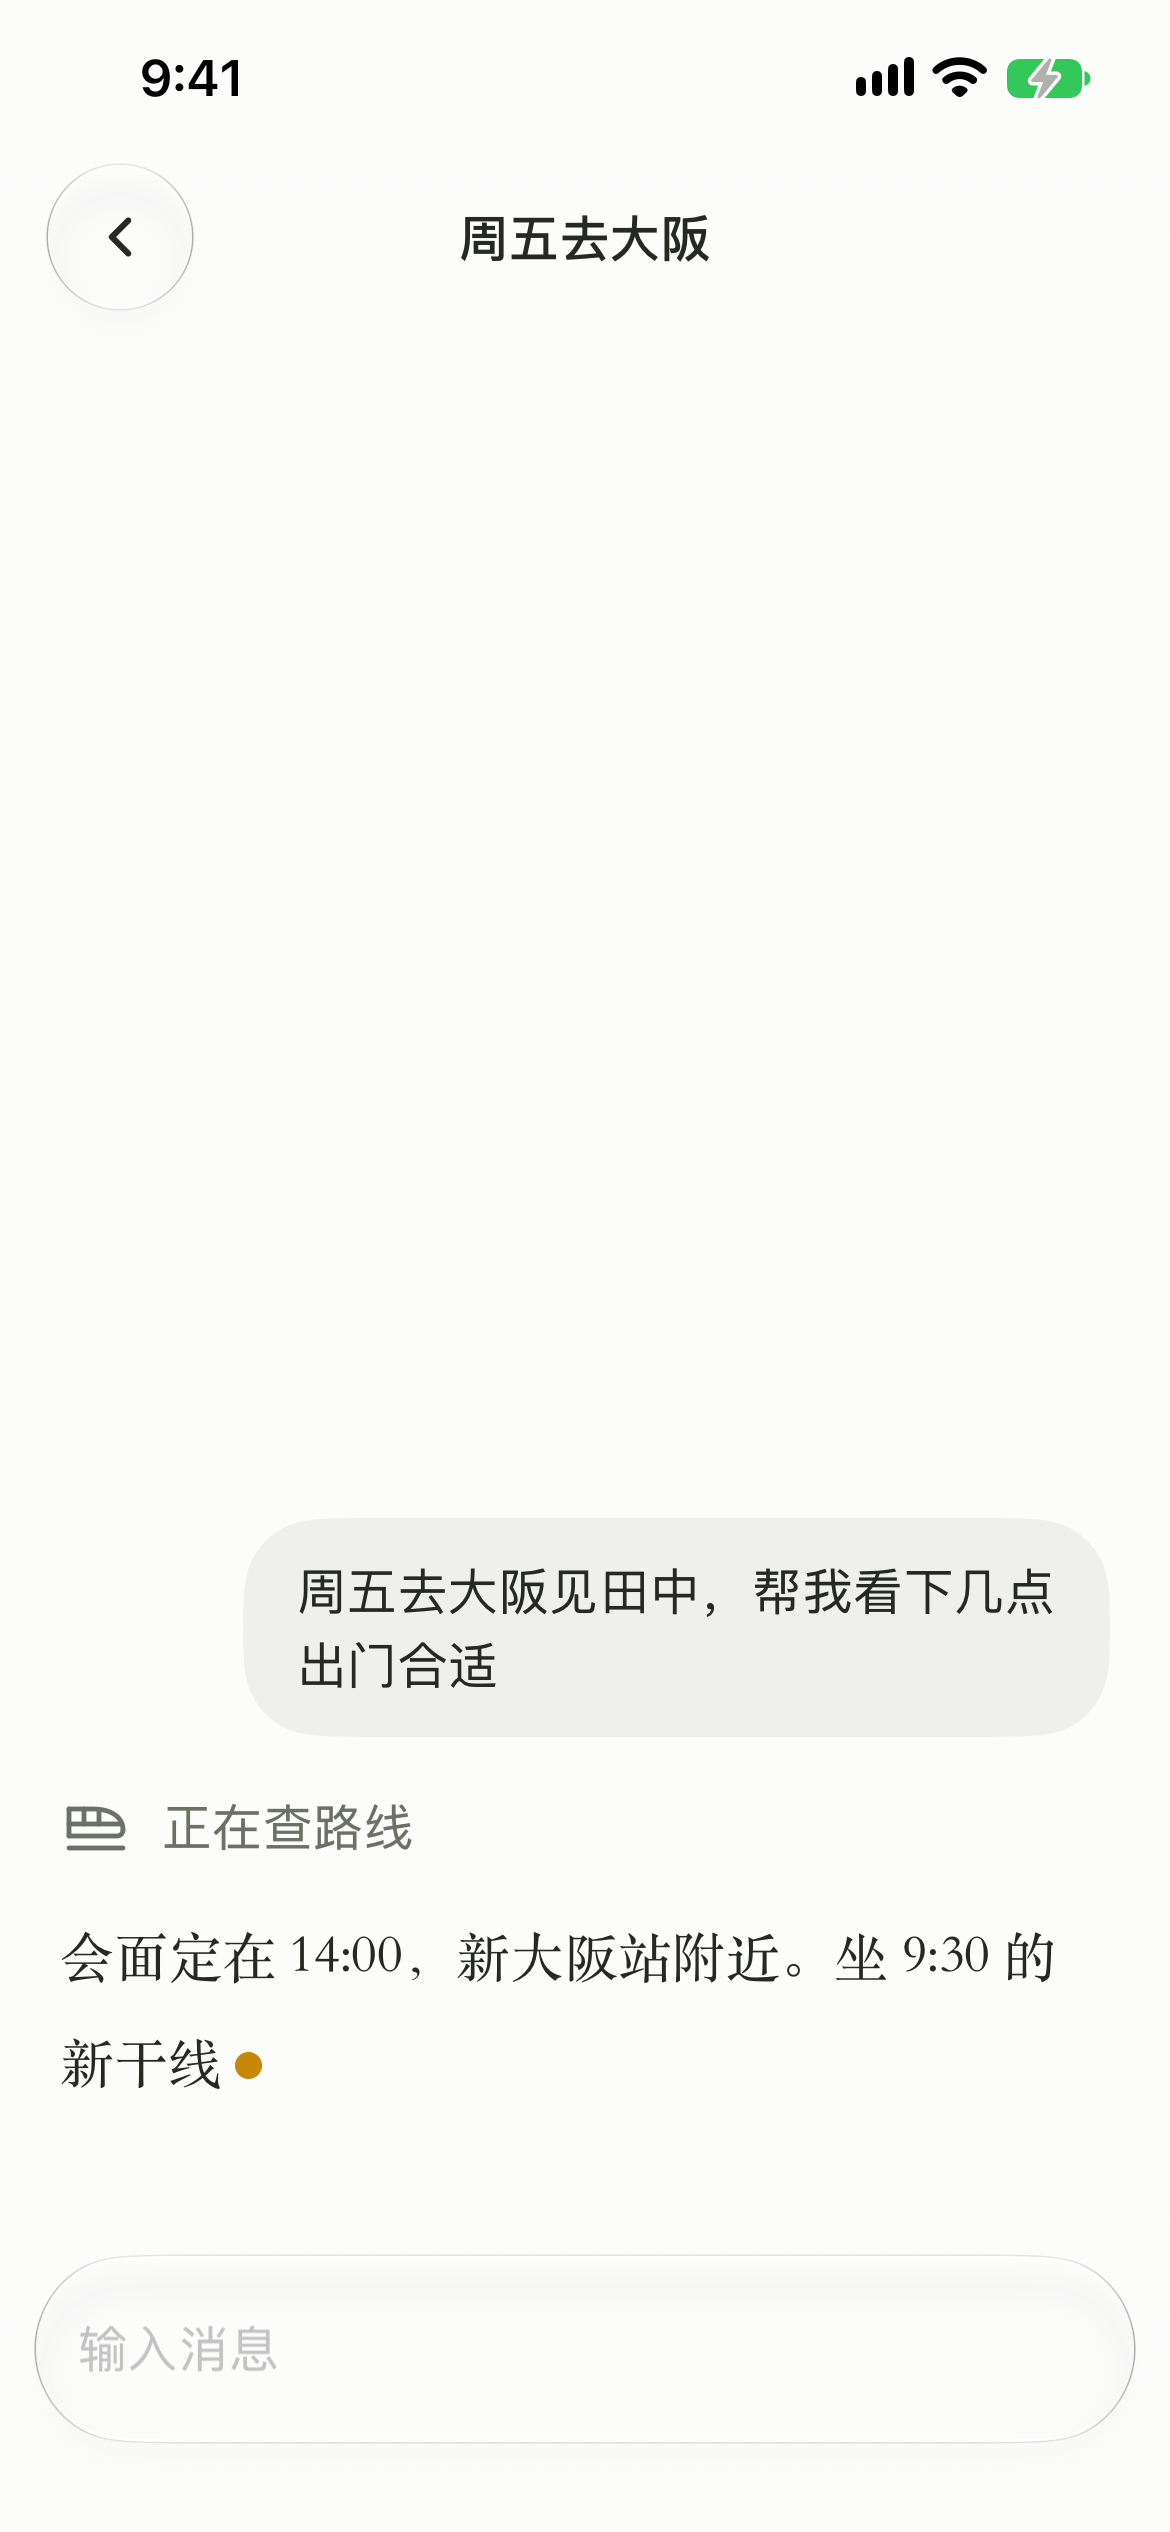 9:41
周五去大阪
周五去大阪见田中，帮我看下几点
出门合适
正在查路线
会面定在 14:00，新大阪站附近。坐 9:30 的
新干线
输入消息